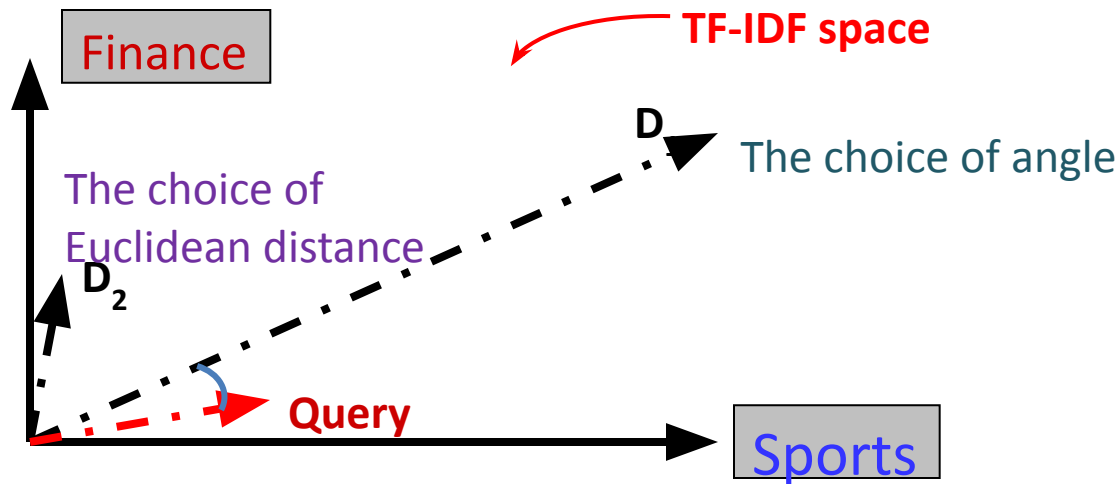 TF-IDF space
Finance
D
The choice of angle
The choice of
Euclidean distance
D₂
Query
Sports